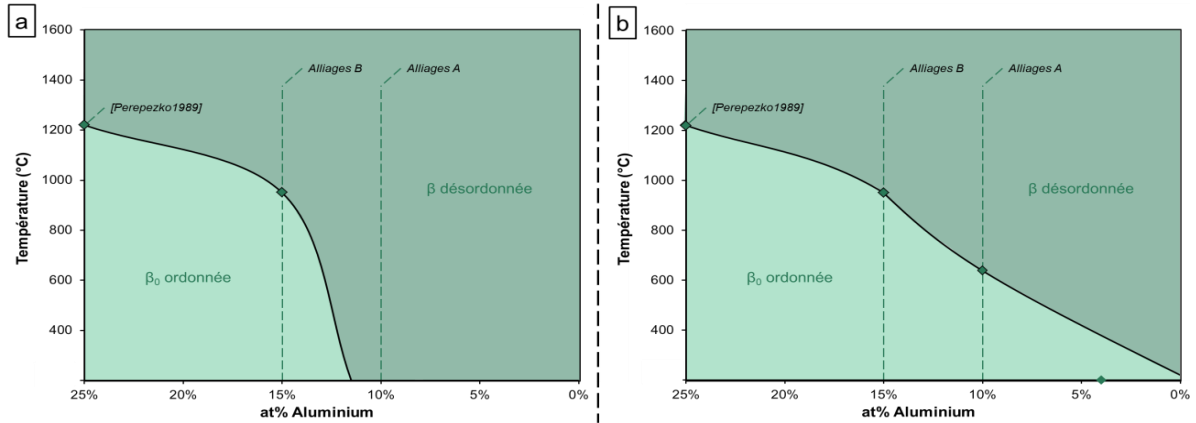 a
1600
1400
1200
1000
800
600
400
Température (°C)
Alliages B
Alliages A
[Perepezko1989]
β désordonnée
β₀ ordonnée
25%
20%
15%
10%
5%
0%
at% Aluminium
b
1600
1400
1200
1000
800
600
400
Température (°C)
Alliages B
Alliages A
[Perepezko1989]
β désordonnée
β₀ ordonnée
25%
20%
15%
10%
5%
0%
at% Aluminium